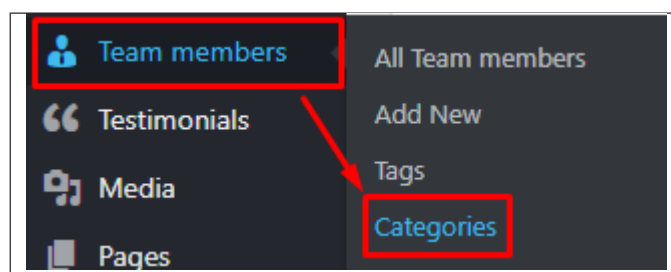 Team members
Testimonials
Media
Pages
All Team members
Add New
Tags
Categories